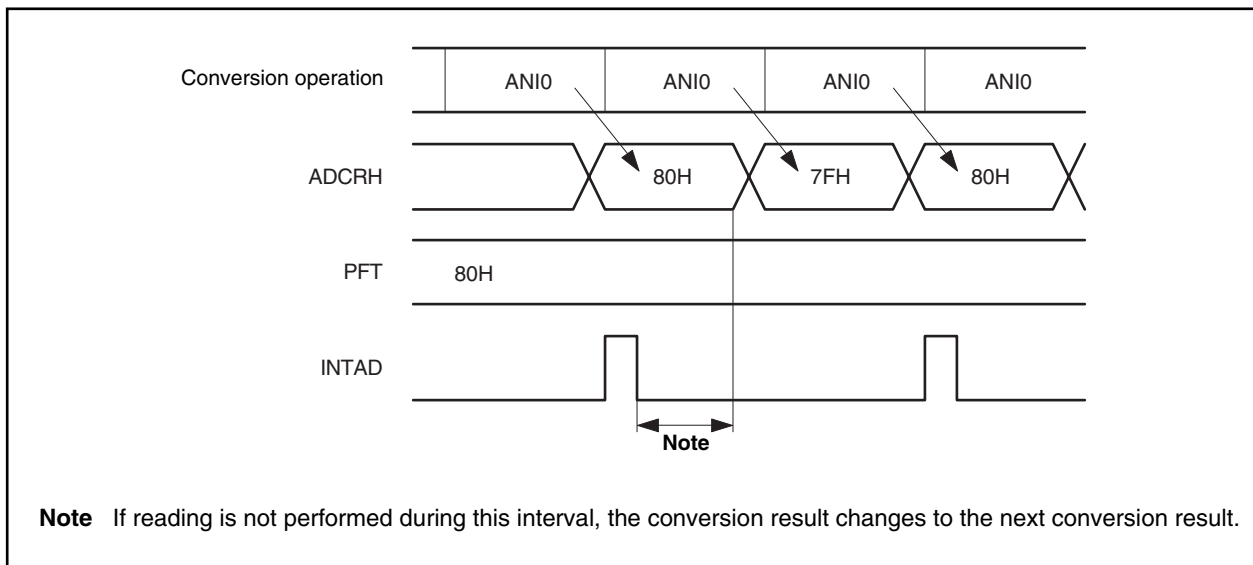 Conversion operation ANI0 ANI0 ANI0 ANI0
ADCRH 80H 7FH 80H
PFT 80H
INTAD
Note
Note If reading is not performed during this interval, the conversion result changes to the next conversion result.